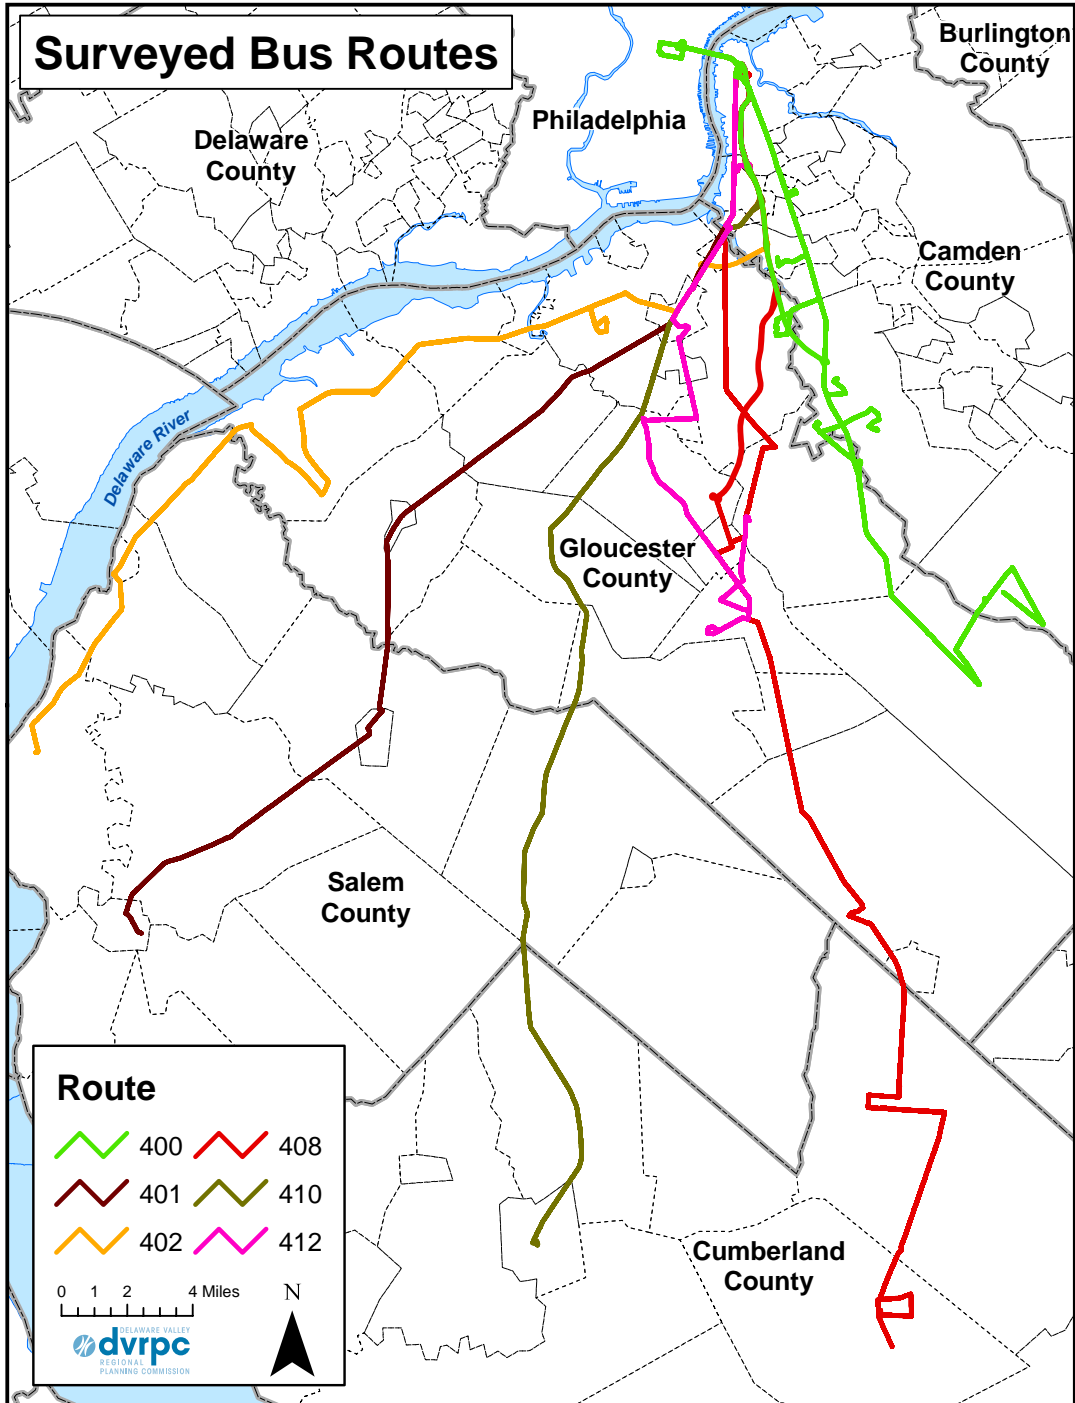 Surveyed Bus Routes
Burlington
County
Philadelphia
Delaware
County
Camden
County
Delaware River
Gloucester
County
Salem
County
Route
400
408
401
410
402
412
0 1 2 4 Miles
N
DELAWARE VALLEY
dvrpc
REGIONAL
PLANNING COMMISSION
Cumberland
County